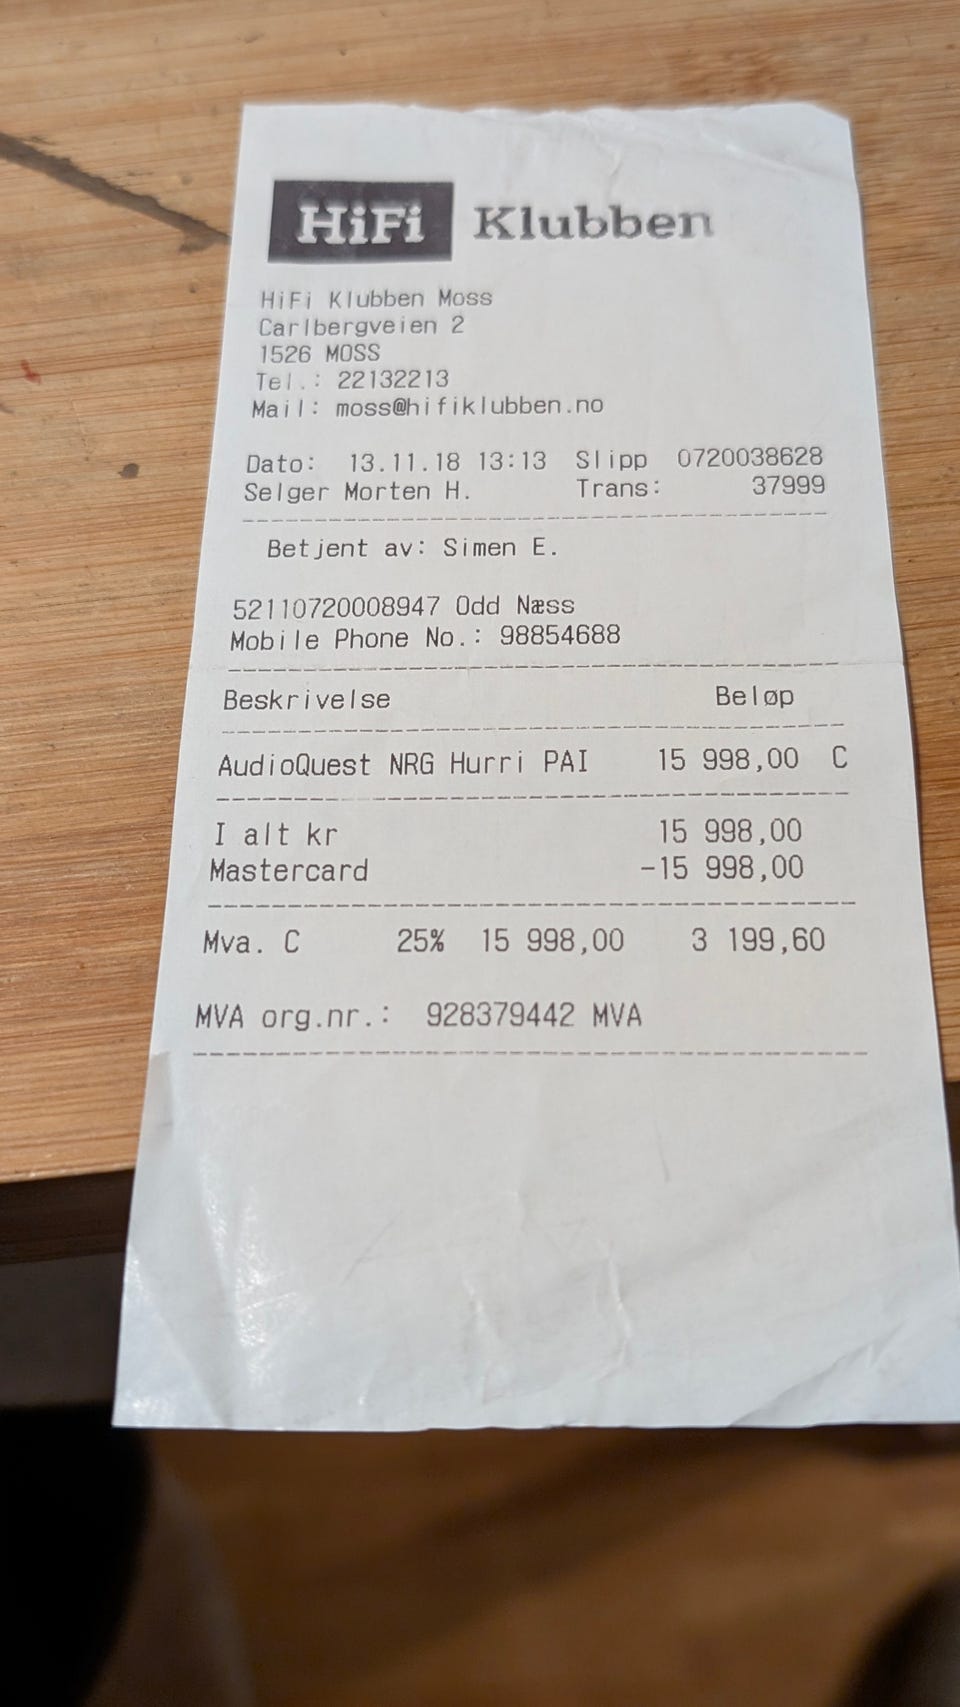 HiFi Klubben
HiFi Klubben Moss
Carlbergveien 2
1526 MOSS
Tel.: 22132213
Mail: moss@hifiklubben.no
Dato: 13.11.18 13:13 Slipp 0720038628
Selger Morten H. Trans: 37999
Betjent av: Simen E.
52110720008947 Odd Næss
Mobile Phone No.: 98854688
Beskrivelse Beløp
AudioQuest NRG Hurri PAI 15 998,00 C
I alt kr 15 998,00
Mastercard -15 998,00
Mva. C 25% 15 998,00 3 199,60
MVA org.nr.: 928379442 MVA